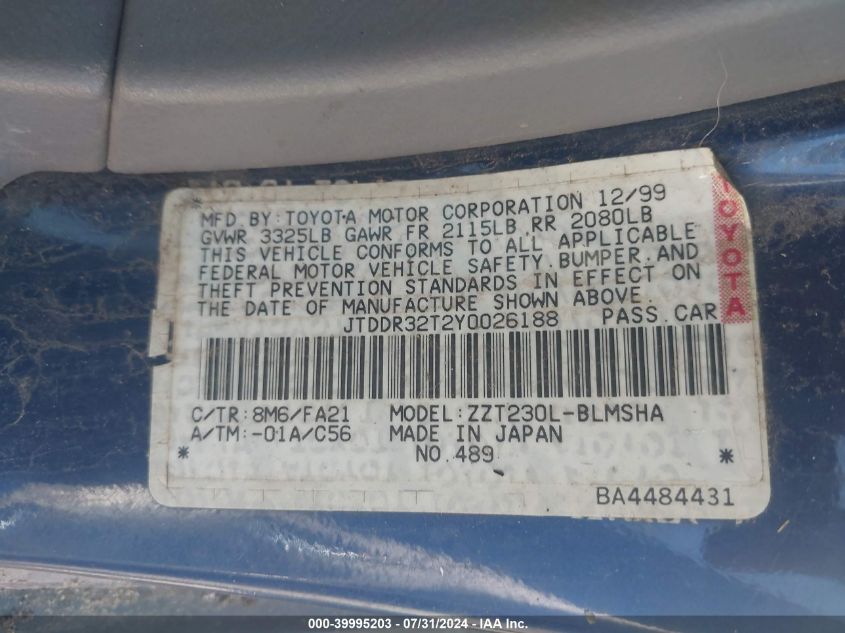 MFD.BY:TOYOTA MOTOR CORPORATION 12/99
GVWR 3325LB GAWR FR 2115LB RR 2080LB
THIS VEHICLE CONFORMS TO ALL APPLICABLE
FEDERAL MOTOR VEHICLE SAFETY,BUMPER,AND
THEFT PREVENTION STANDARDS IN EFFECT ON
THE DATE OF MANUFACTURE SHOWN ABOVE.
JTDDR32T2Y0026188 PASS.CAR
TOYOTA
C/TR:8M6/FA21 MODEL:ZZT230L-BLMSHA
A/TM:-01A/C56 MADE IN JAPAN
* NO.489 *
BA4484431
000-39995203 - 07/31/2024 - Copart, IAA, Inc.